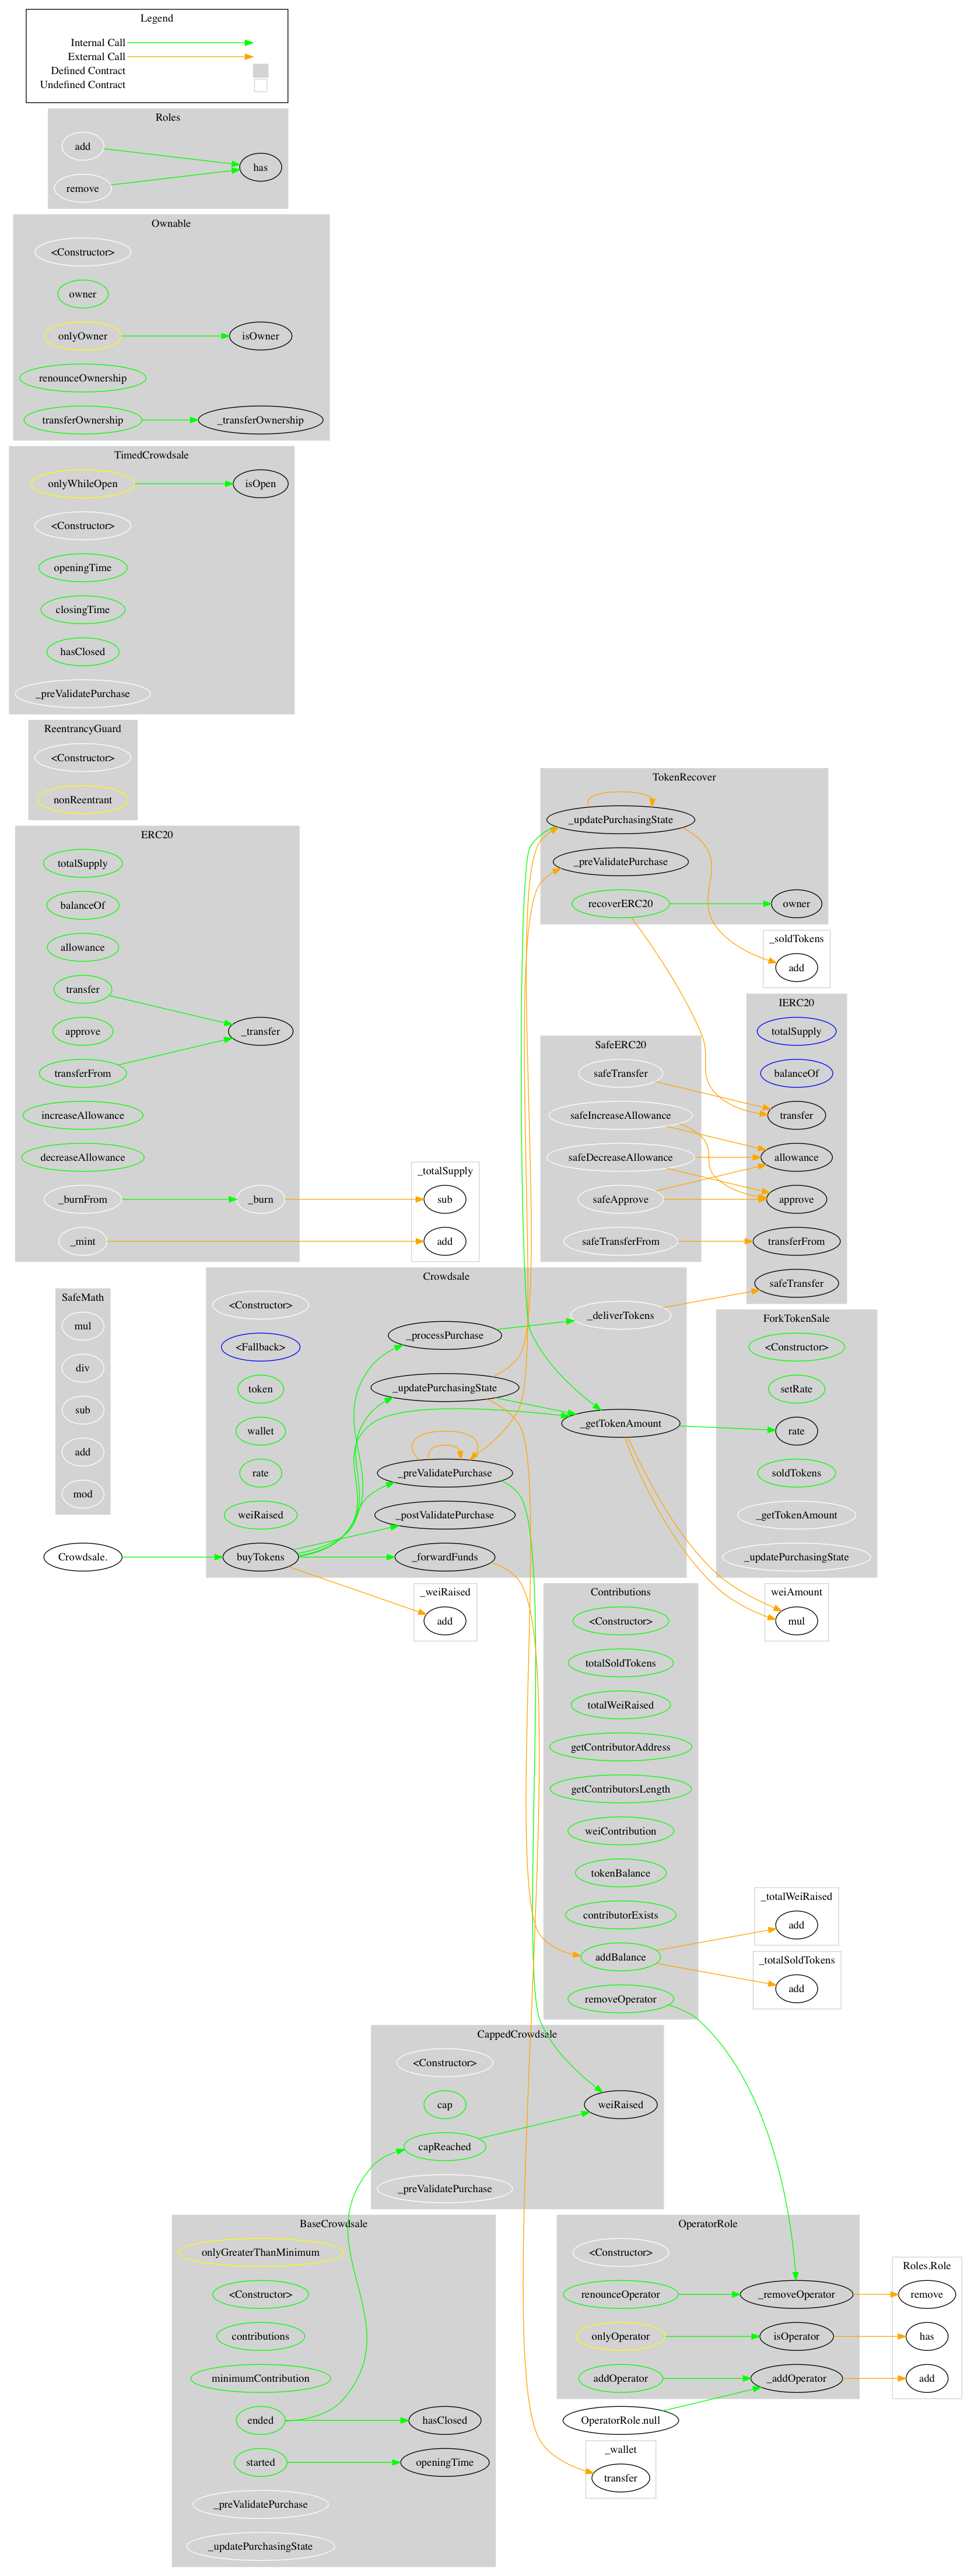 Legend
Internal Call
External Call
Defined Contract
Undefined Contract
Roles
add
has
remove
Ownable
<Constructor>
owner
onlyOwner
isOwner
renounceOwnership
transferOwnership
_transferOwnership
TimedCrowdsale
onlyWhileOpen
isOpen
<Constructor>
openingTime
closingTime
hasClosed
_preValidatePurchase
ReentrancyGuard
<Constructor>
nonReentrant
ERC20
totalSupply
balanceOf
allowance
transfer
_transfer
approve
transferFrom
increaseAllowance
decreaseAllowance
_burnFrom
_burn
_mint
_totalSupply
sub
add
TokenRecover
_updatePurchasingState
_preValidatePurchase
recoverERC20
owner
_soldTokens
add
IERC20
totalSupply
balanceOf
transfer
allowance
approve
transferFrom
safeTransfer
SafeERC20
safeTransfer
safeIncreaseAllowance
safeDecreaseAllowance
safeApprove
safeTransferFrom
SafeMath
mul
div
sub
add
mod
Crowdsale
<Constructor>
<Fallback>
token
wallet
rate
weiRaised
buyTokens
_processPurchase
_updatePurchasingState
_preValidatePurchase
_postValidatePurchase
_forwardFunds
_deliverTokens
_getTokenAmount
Crowdsale.
ForkTokenSale
<Constructor>
setRate
rate
soldTokens
_getTokenAmount
_updatePurchasingState
_weiRaised
add
weiAmount
mul
Contributions
<Constructor>
totalSoldTokens
totalWeiRaised
getContributorAddress
getContributorsLength
weiContribution
tokenBalance
contributorExists
addBalance
removeOperator
_totalWeiRaised
add
_totalSoldTokens
add
CappedCrowdsale
<Constructor>
cap
capReached
_preValidatePurchase
weiRaised
BaseCrowdsale
onlyGreaterThanMinimum
<Constructor>
contributions
minimumContribution
ended
hasClosed
started
openingTime
_preValidatePurchase
_updatePurchasingState
OperatorRole
<Constructor>
renounceOperator
_removeOperator
onlyOperator
isOperator
addOperator
_addOperator
OperatorRole.null
Roles.Role
remove
has
add
_wallet
transfer